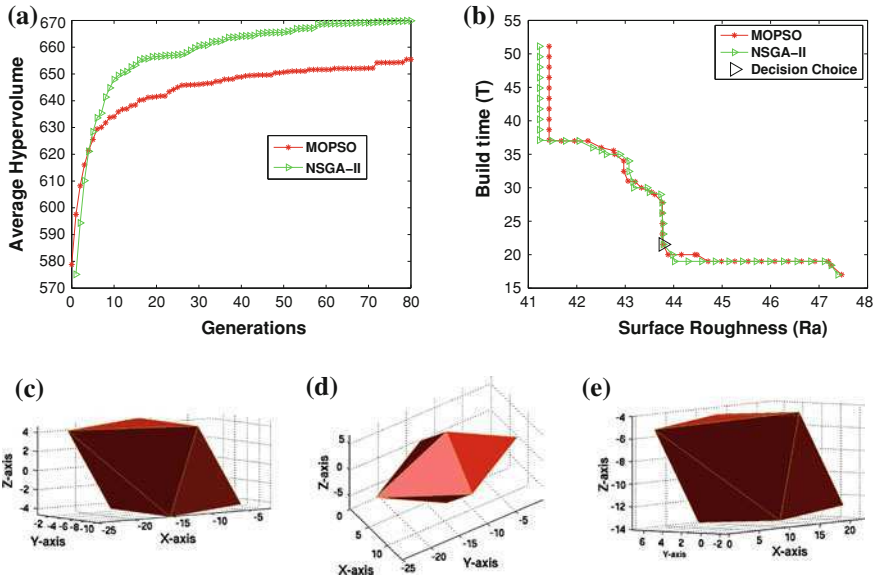 (a)
670
660
650
640
630
620
610
600
590
580
570
0 10 20 30 40 50 60 70 80
Average Hypervolume
Generations
MOPSO
NSGA-II
(b)
55
50
45
40
35
30
25
20
15
41 42 43 44 45 46 47 48
Build time (T)
Surface Roughness (Ra)
MOPSO
NSGA-II
Decision Choice
(c)
4
2
0
-2
-4
Z-axis
-2 -4 -6 -8 -10
Y-axis
-25 -20 -15 -10 -5
X-axis
(d)
5
0
-5
Z-axis
0
5
10
X-axis
-25 -20 -15 -10 -5
Y-axis
(e)
-4
-6
-8
-10
-12
-14
Z-axis
6 4 2 0 -2
Y-axis
0 5 10 15 20
X-axis